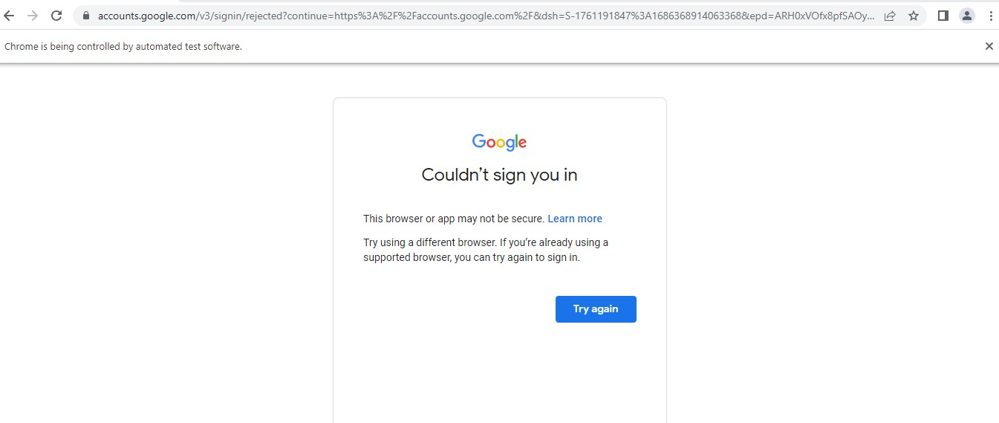 accounts.google.com/v3/signin/rejected?continue=https%3A%2F%2Faccounts.google.com%2F&dsh=S-1761191847%3A1686368914063368&epd=ARH0xVOfx8pfSAOy...
Chrome is being controlled by automated test software.
Google
Couldn’t sign you in
This browser or app may not be secure. Learn more
Try using a different browser. If you’re already using a
supported browser, you can try again to sign in.
Try again